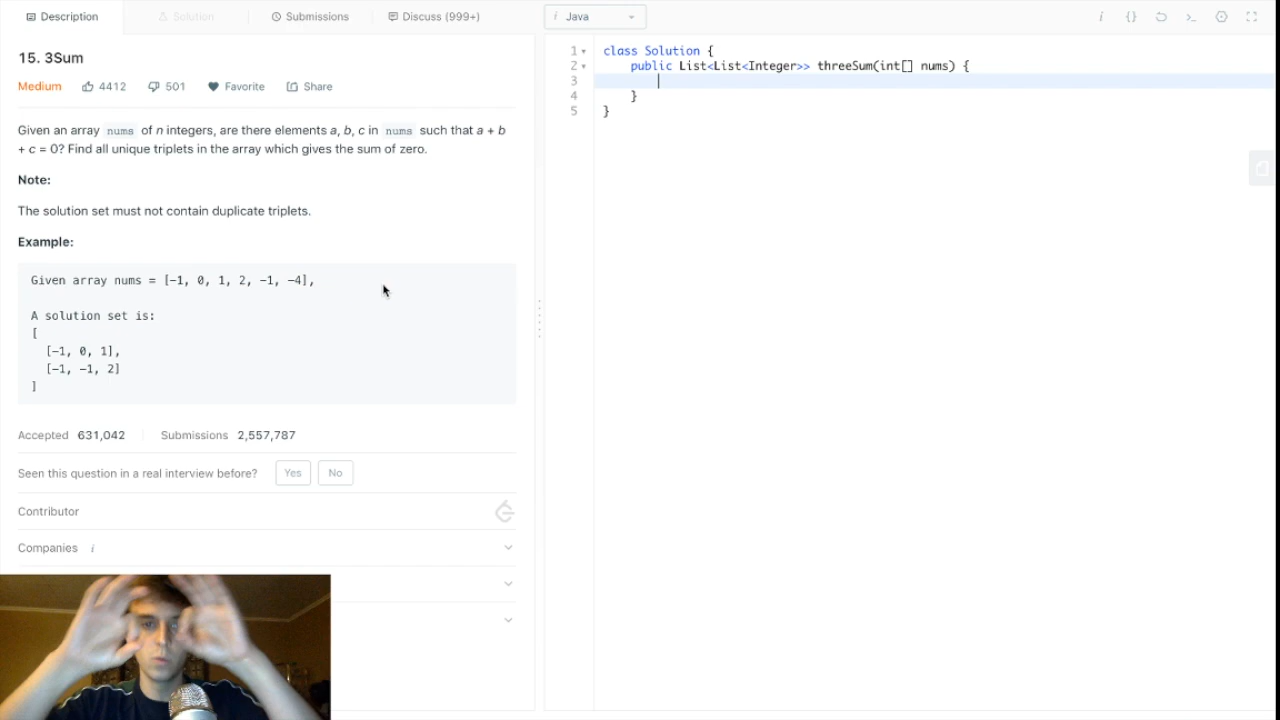 Description
Solution
Submissions
Discuss (999+)
i Java
i {} >_
15. 3Sum
Medium 4412 501 Favorite Share
Given an array nums of n integers, are there elements a, b, c in nums such that a + b
+ c = 0? Find all unique triplets in the array which gives the sum of zero.
Note:
The solution set must not contain duplicate triplets.
Example:
Given array nums = [-1, 0, 1, 2, -1, -4],
A solution set is:
[
[-1, 0, 1],
[-1, -1, 2]
]
Accepted 631,042 Submissions 2,557,787
Seen this question in a real interview before? Yes No
Contributor
Companies i
1 class Solution {
2 public List<List<Integer>> threeSum(int[] nums) {
3
4 }
5 }